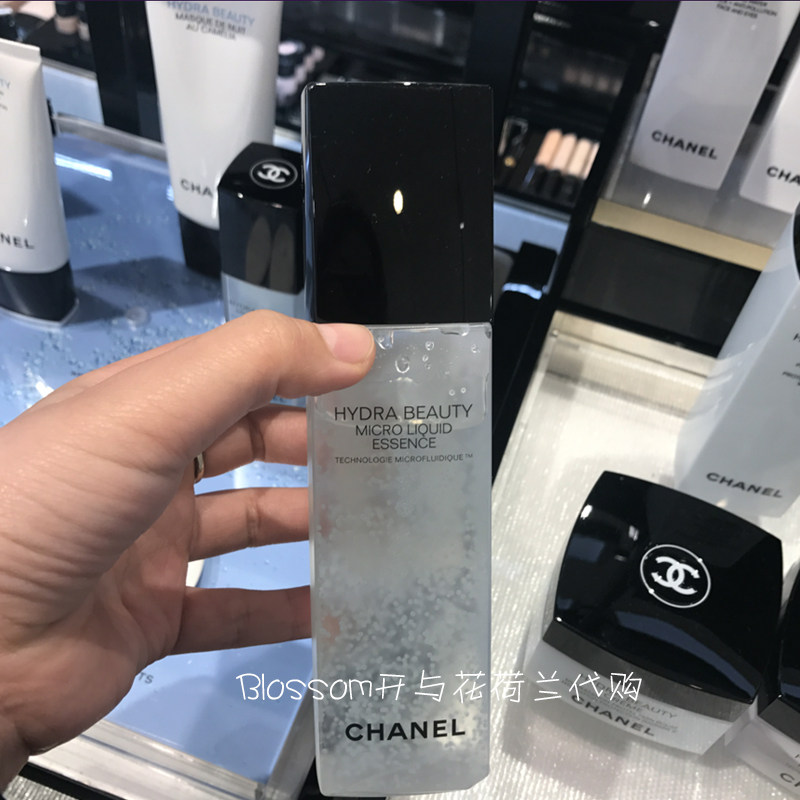 HYDRA BEAUTY
MASQUE DE NUIT
AU CAMÉLIA
CHANEL
CHANEL
HYDRA BEAUTY
MICRO LIQUID
ESSENCE
TECHNOLOGIE MICROFLUIDIQUE™
CHANEL
CHANEL
Blossom开与花荷兰代购
CHANEL